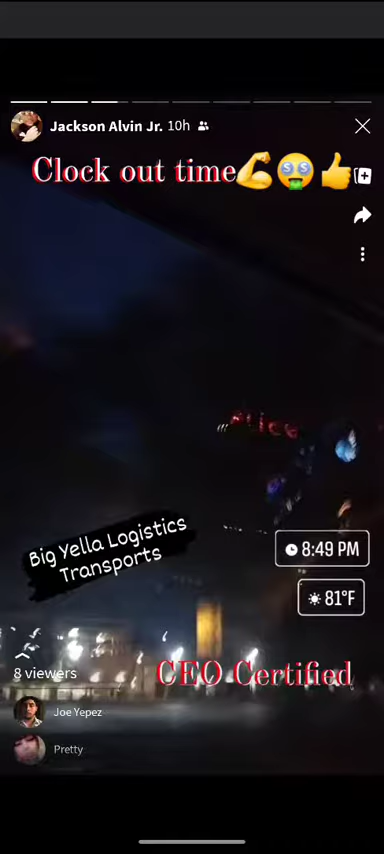 Jackson Alvin Jr. 10h
Clock out time💪🤑👍
Big Yella Logistics
Transports
8:49 PM
81°F
8 viewers
CEO Certified
Joe Yepez
Pretty